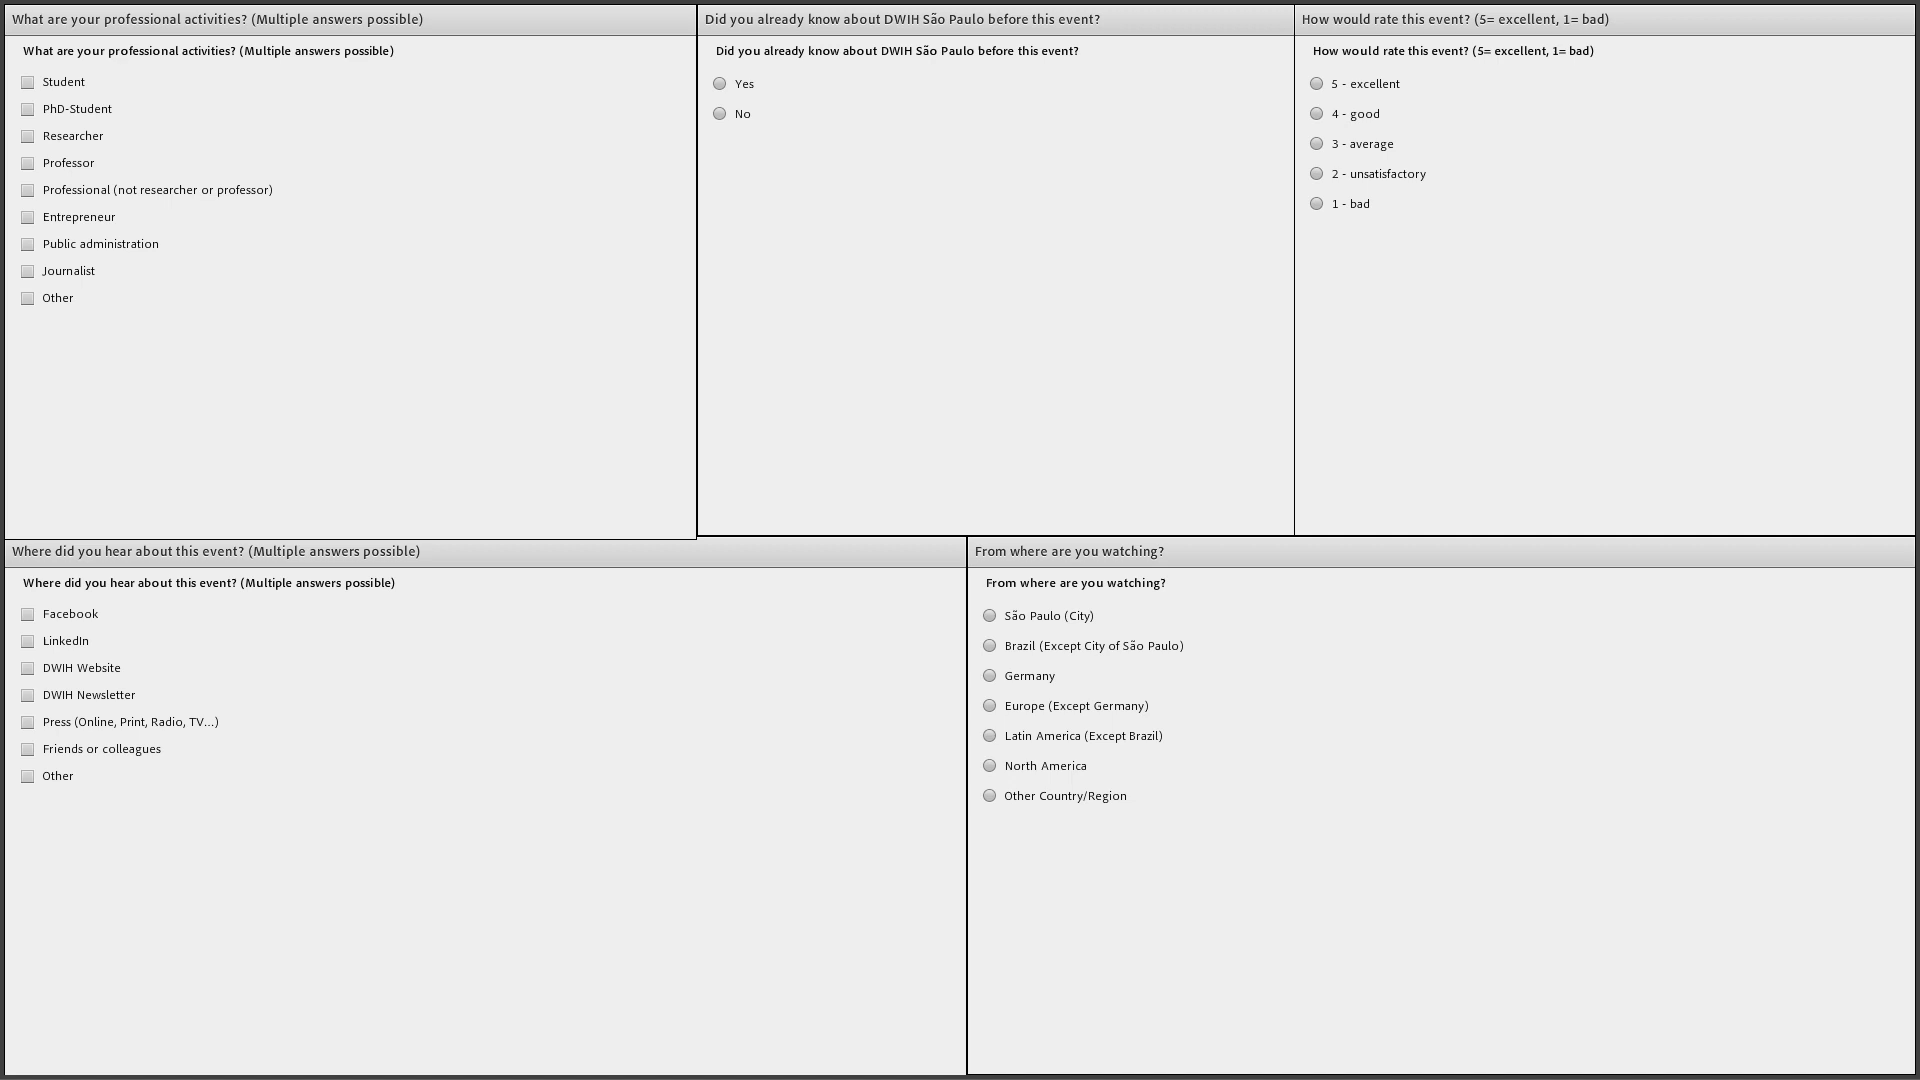 What are your professional activities? (Multiple answers possible)
What are your professional activities? (Multiple answers possible)
Student
PhD-Student
Researcher
Professor
Professional (not researcher or professor)
Entrepreneur
Public administration
Journalist
Other
Did you already know about DWIH São Paulo before this event?
Did you already know about DWIH São Paulo before this event?
Yes
No
How would rate this event? (5= excellent, 1= bad)
How would rate this event? (5= excellent, 1= bad)
5 - excellent
4 - good
3 - average
2 - unsatisfactory
1 - bad
Where did you hear about this event? (Multiple answers possible)
Where did you hear about this event? (Multiple answers possible)
Facebook
LinkedIn
DWIH Website
DWIH Newsletter
Press (Online, Print, Radio, TV...)
Friends or colleagues
Other
From where are you watching?
From where are you watching?
São Paulo (City)
Brazil (Except City of São Paulo)
Germany
Europe (Except Germany)
Latin America (Except Brazil)
North America
Other Country/Region